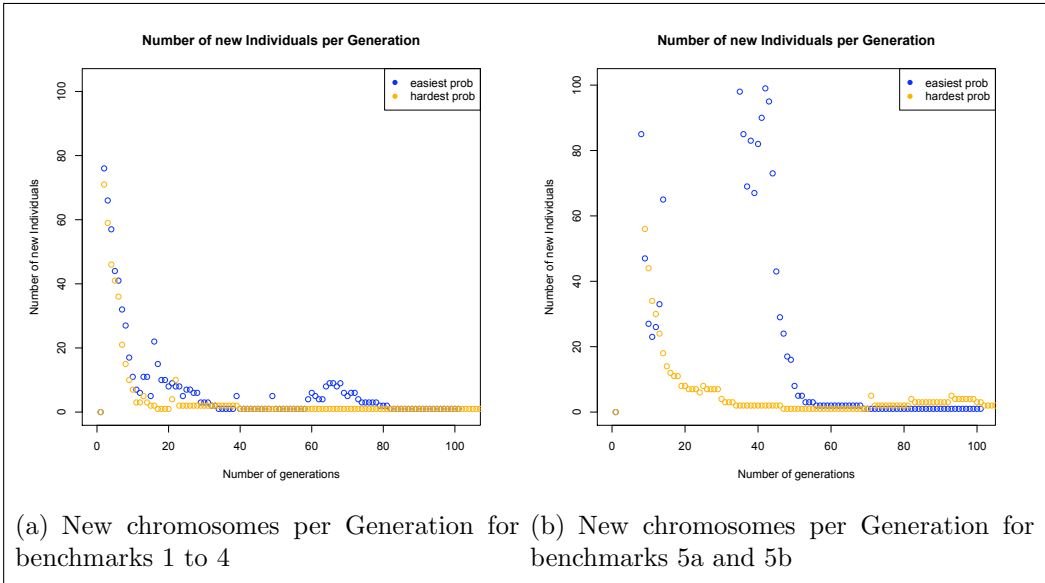 Number of new Individuals per Generation
easiest prob
hardest prob
Number of new Individuals
0 20 40 60 80 100
0 20 40 60 80 100
Number of generations
Number of new Individuals per Generation
easiest prob
hardest prob
Number of new Individuals
0 20 40 60 80 100
0 20 40 60 80 100
Number of generations
(a) New chromosomes per Generation for
benchmarks 1 to 4
(b) New chromosomes per Generation for
benchmarks 5a and 5b